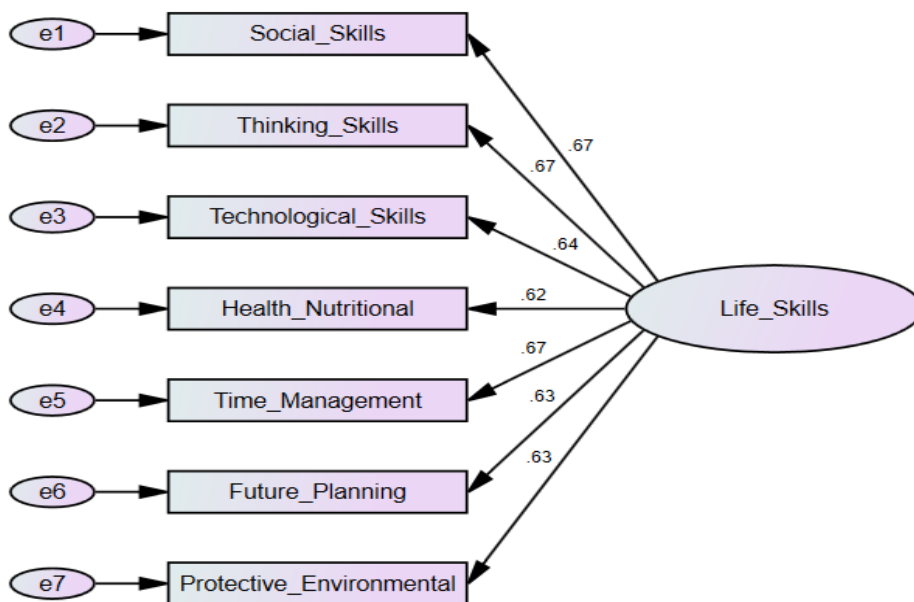 e1 Social_Skills
.67
e2 Thinking_Skills
.67
e3 Technological_Skills
.64
e4 Health_Nutritional
.62
Life_Skills
e5 Time_Management
.67
.63
e6 Future_Planning
.63
e7 Protective_Environmental